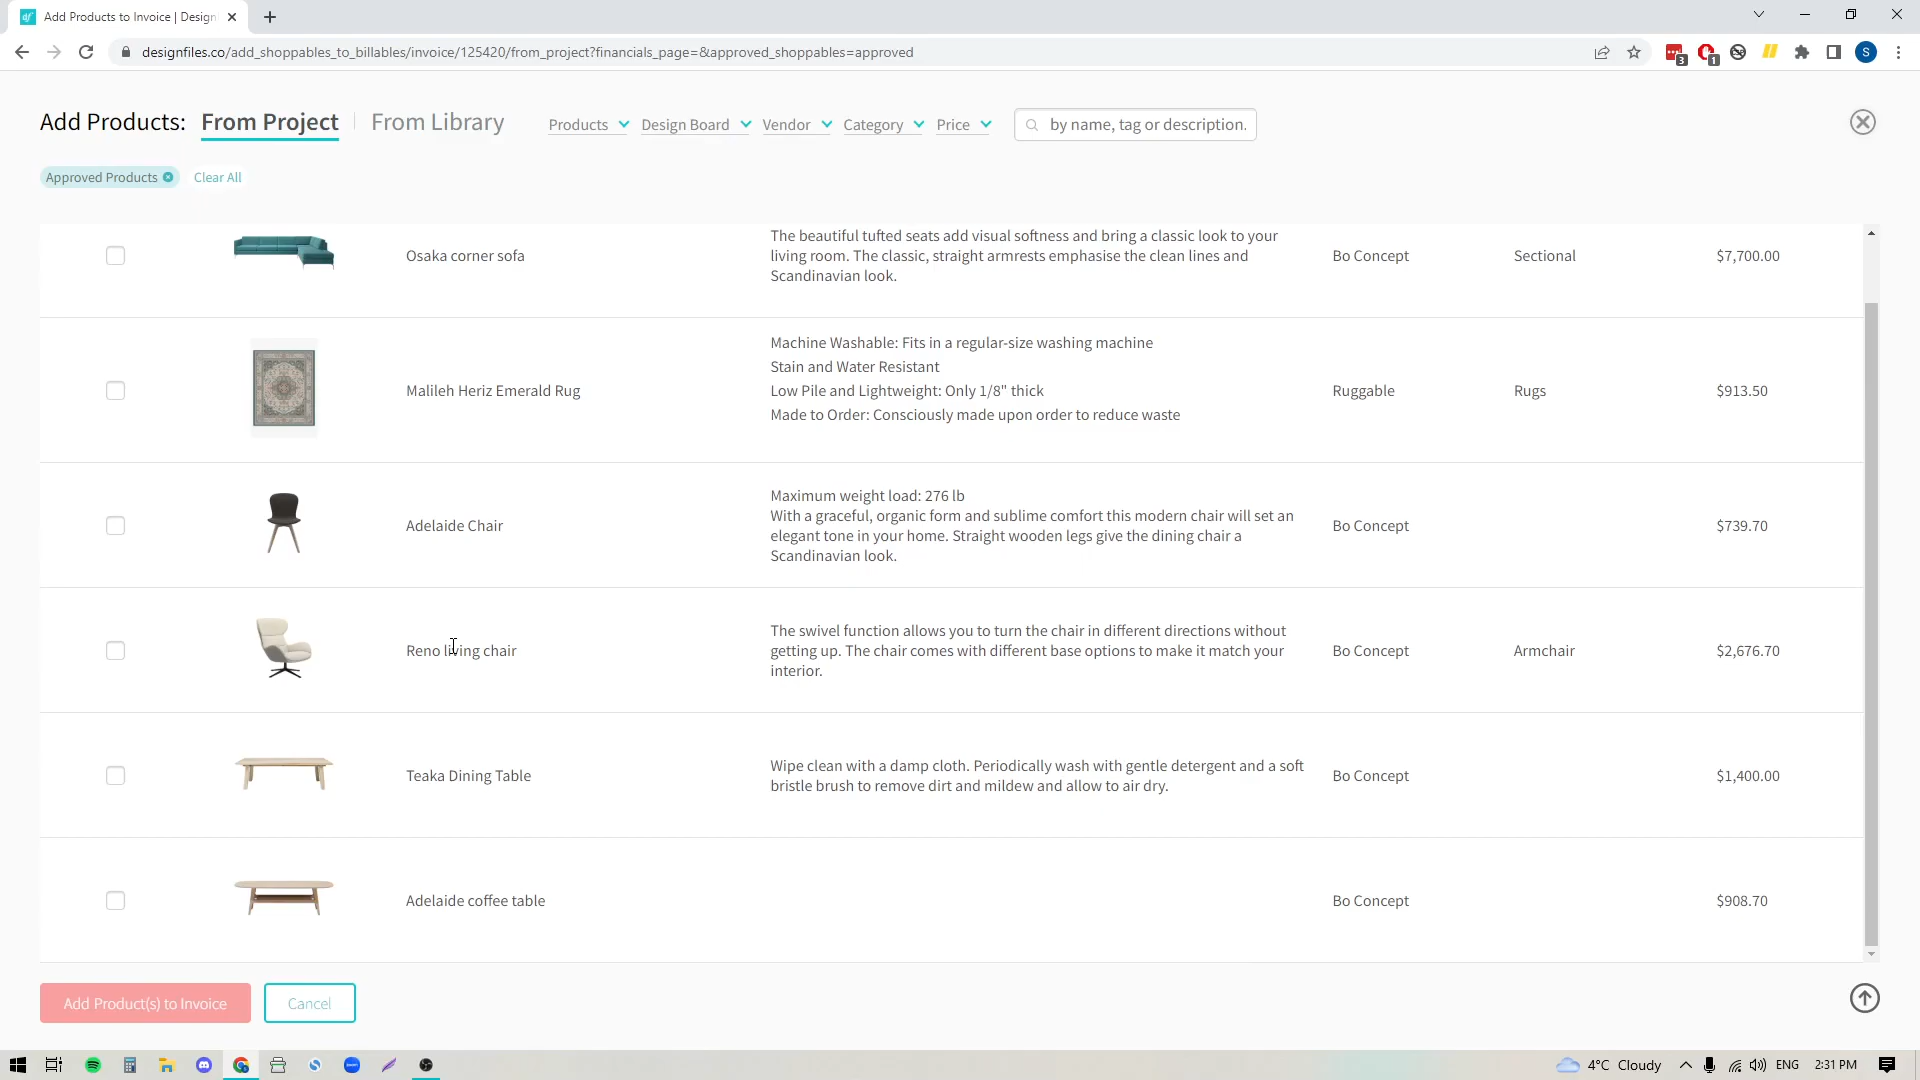 Add Products to Invoice | Design
designfiles.co/add_shoppables_to_billables/invoice/125420/from_project?financials_page=&approved_shoppables=approved
3
1
S
Add Products: From Project From Library Products Design Board Vendor Category Price by name, tag or description.
Approved Products Clear All
Osaka corner sofa
The beautiful tufted seats add visual softness and bring a classic look to your
living room. The classic, straight armrests emphasise the clean lines and
Scandinavian look.
Bo Concept
Sectional
$7,700.00
Malileh Heriz Emerald Rug
Machine Washable: Fits in a regular-size washing machine
Stain and Water Resistant
Low Pile and Lightweight: Only 1/8" thick
Made to Order: Consciously made upon order to reduce waste
Ruggable
Rugs
$913.50
Adelaide Chair
Maximum weight load: 276 lb
With a graceful, organic form and sublime comfort this modern chair will set an
elegant tone in your home. Straight wooden legs give the dining chair a
Scandinavian look.
Bo Concept
$739.70
Reno living chair
The swivel function allows you to turn the chair in different directions without
getting up. The chair comes with different base options to make it match your
interior.
Bo Concept
Armchair
$2,676.70
Teaka Dining Table
Wipe clean with a damp cloth. Periodically wash with gentle detergent and a soft
bristle brush to remove dirt and mildew and allow to air dry.
Bo Concept
$1,400.00
Adelaide coffee table
Bo Concept
$908.70
Add Product(s) to Invoice Cancel
4°C Cloudy ENG 2:31 PM